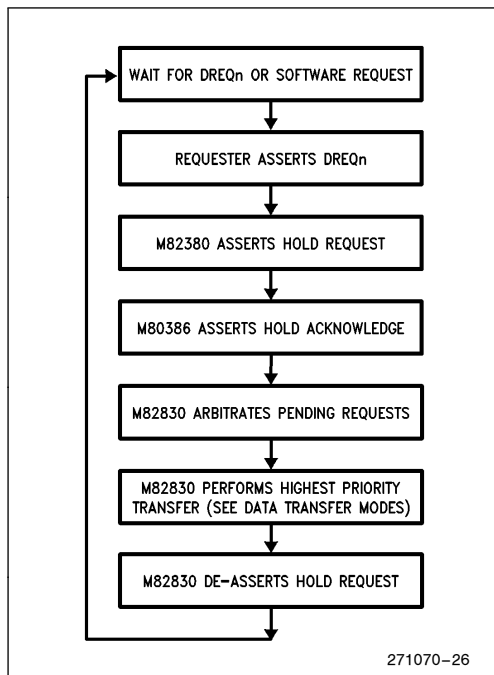 WAIT FOR DREQn OR SOFTWARE REQUEST
REQUESTER ASSERTS DREQn
M82380 ASSERTS HOLD REQUEST
M80386 ASSERTS HOLD ACKNOWLEDGE
M82830 ARBITRATES PENDING REQUESTS
M82830 PERFORMS HIGHEST PRIORITY
TRANSFER (SEE DATA TRANSFER MODES)
M82830 DE-ASSERTS HOLD REQUEST
271070-26